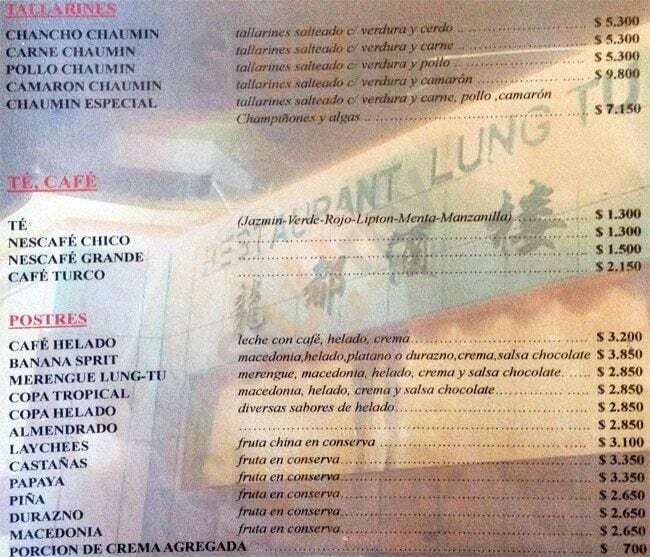 TALLARINES
CHANCHO CHAUMIN tallarines salteado c/ verdura y cerdo .. $ 5.300
CARNE CHAUMIN tallarines salteado c/ verdura y carne $ 5.300
POLLO CHAUMIN tallarines salteado c/ verdura y pollo $ 5.300
CAMARON CHAUMIN tallarines salteado c/ verdura y camarón $ 9.800
CHAUMIN ESPECIAL tallarines salteado c/ verdura y carne, pollo ,camarón
Champiñones y algas .. $ 7.150
RESTAURANT LUNG TU
龍都酒樓
TÉ, CAFÉ
TÉ (Jazmin-Verde-Rojo-Lipton-Menta-Manzanilla) $ 1.300
NESCAFÉ CHICO $ 1.300
NESCAFÉ GRANDE $ 1.500
CAFÉ TURCO $ 2.150
POSTRES
CAFÉ HELADO leche con café, helado, crema $ 3.200
BANANA SPRIT macedonia,helado,platano o durazno,crema,salsa chocolate $ 3.850
MERENGUE LUNG-TU merengue, macedonia, helado, crema y salsa chocolate $ 2.850
COPA TROPICAL macedonia, helado, crema y salsa chocolate $ 2.850
COPA HELADO diversas sabores de helado $ 2.850
ALMENDRADO $ 2.850
LAYCHEES fruta china en conserva $ 3.100
CASTAÑAS fruta en conserva $ 3.350
PAPAYA fruta en conserva $ 3.350
PIÑA fruta en conserva $ 2.650
DURAZNO fruta en conserva $ 2.650
MACEDONIA fruta en conserva $ 2.650
PORCION DE CREMA AGREGADA $ 700